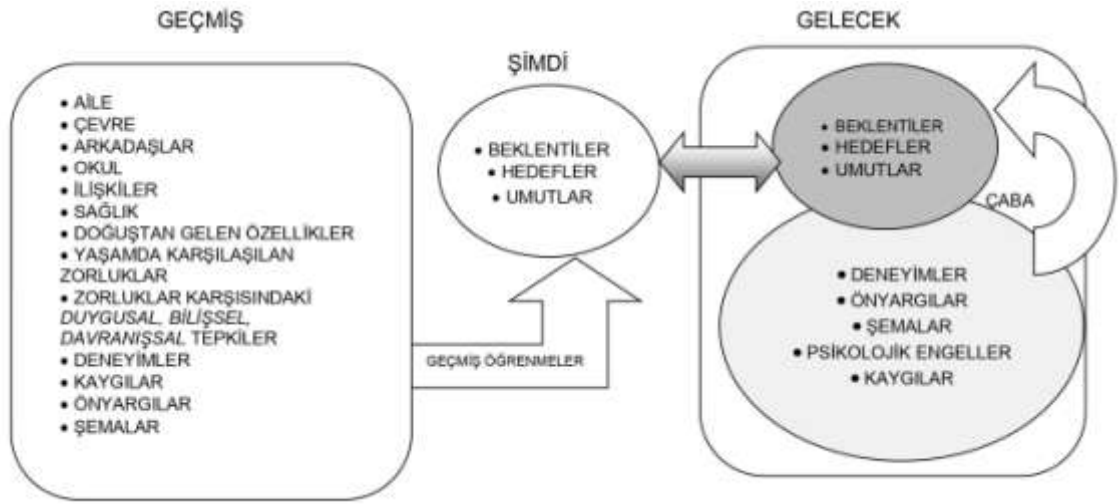 GEÇMİŞ
• AİLE
• ÇEVRE
• ARKADAŞLAR
• OKUL
• İLİŞKİLER
• SAĞLIK
• DOĞUŞTAN GELEN ÖZELLİKLER
• YAŞAMDA KARŞILAŞILAN
ZORLUKLAR
• ZORLUKLAR KARŞISINDAKİ
DUYGUSAL, BİLİŞSEL,
DAVRANIŞSAL TEPKİLER
• DENEYİMLER
• KAYGILAR
• ÖNYARGILAR
• ŞEMALAR
GEÇMİŞ ÖĞRENMELER
ŞİMDİ
• BEKLENTİLER
• HEDEFLER
• UMUTLAR
GELECEK
• BEKLENTİLER
• HEDEFLER
• UMUTLAR
ÇABA
• DENEYİMLER
• ÖNYARGILAR
• ŞEMALAR
• PSİKOLOJİK ENGELLER
• KAYGILAR